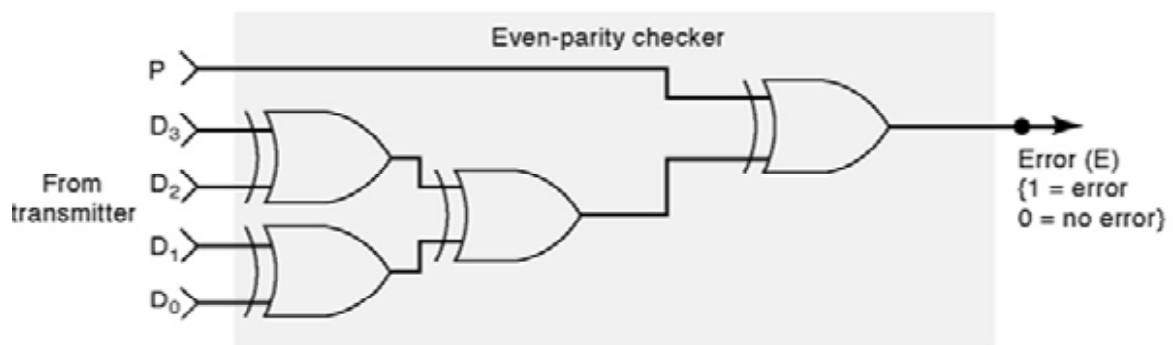 Even-parity checker
P
D₃
D₂
From
transmitter
D₁
D₀
Error (E)
{1 = error
0 = no error}